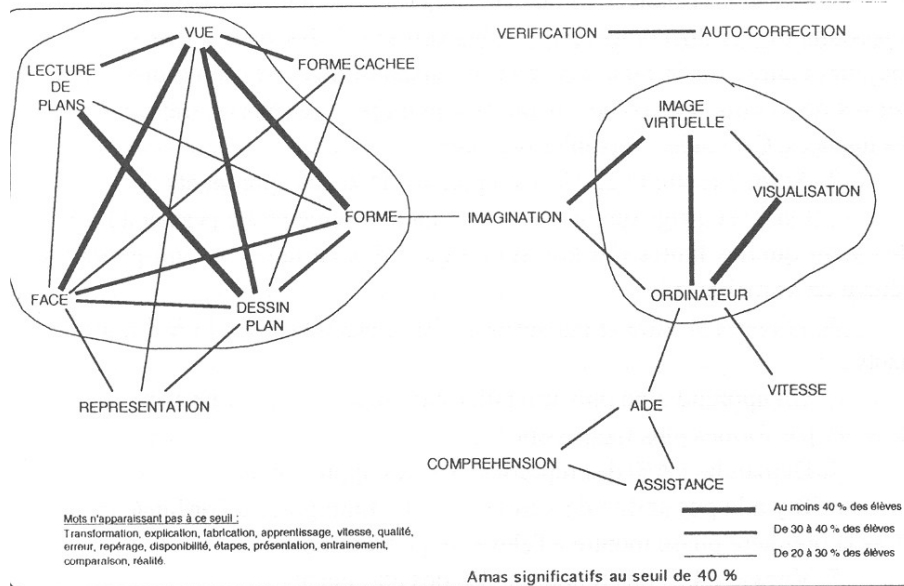 VUE
VERIFICATION
AUTO-CORRECTION
LECTURE
DE
PLANS
FORME CACHEE
IMAGE
VIRTUELLE
VISUALISATION
FORME
IMAGINATION
FACE
DESSIN
PLAN
ORDINATEUR
REPRESENTATION
AIDE
VITESSE
COMPREHENSION
ASSISTANCE
Mots n'apparaissant pas à ce seuil :
Transformation, explication, fabrication, apprentissage, vitesse, qualité,
erreur, repérage, disponibilité, étapes, présentation, entrainement,
comparaison, réalité.
Au moins 40 % des élèves
De 30 à 40 % des élèves
De 20 à 30 % des élèves
Amas significatifs au seuil de 40 %